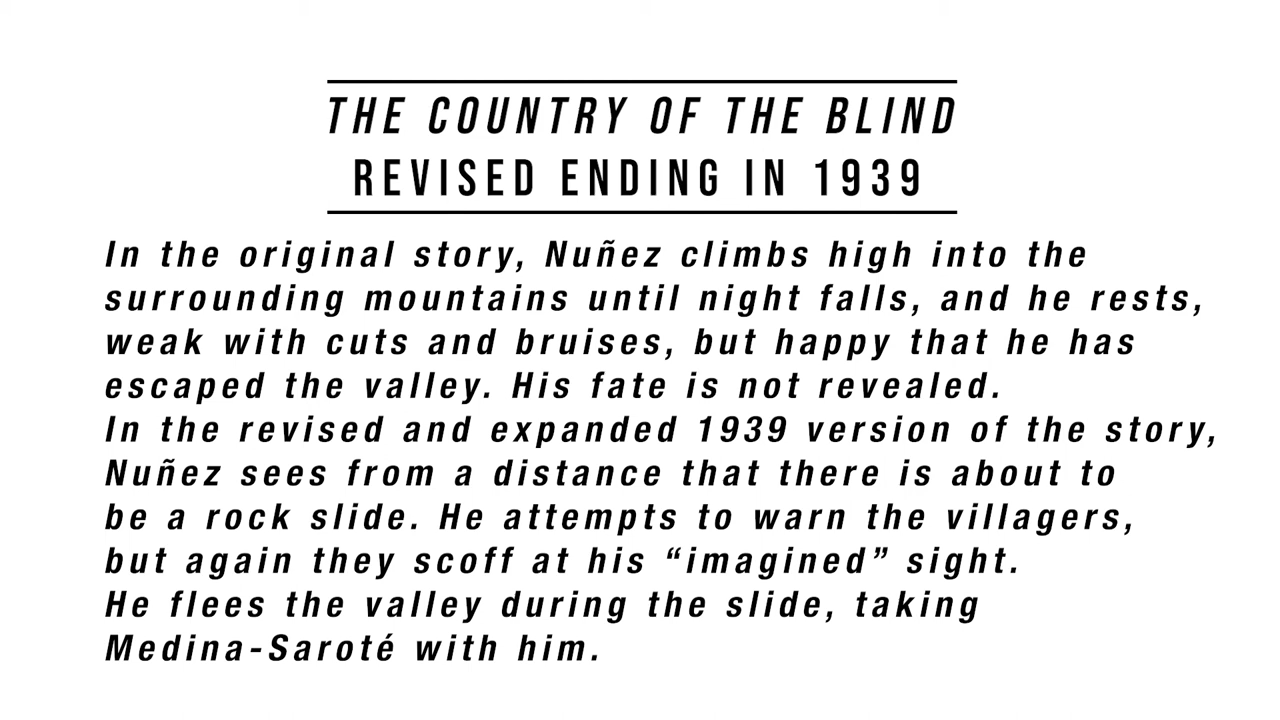 THE COUNTRY OF THE BLIND
REVISED ENDING IN 1939
In the original story, Nuñez climbs high into the
surrounding mountains until night falls, and he rests,
weak with cuts and bruises, but happy that he has
escaped the valley. His fate is not revealed.
In the revised and expanded 1939 version of the story,
Nuñez sees from a distance that there is about to
be a rock slide. He attempts to warn the villagers,
but again they scoff at his “imagined” sight.
He flees the valley during the slide, taking
Medina-Saroté with him.